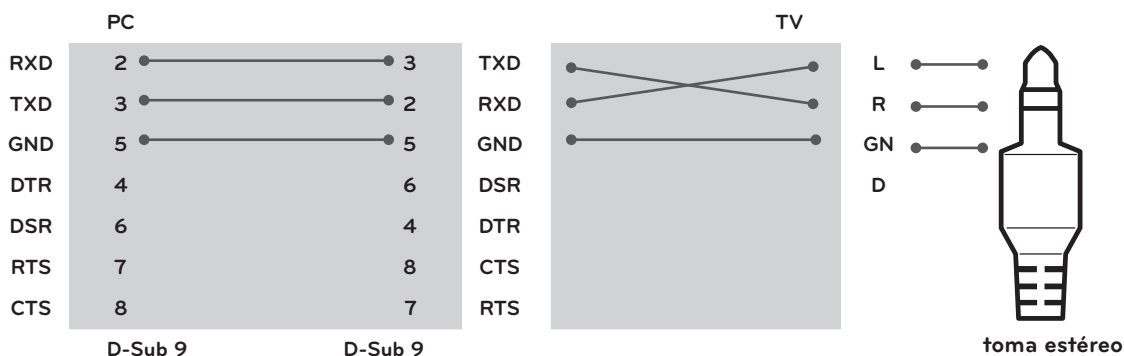 PC TV
RXD 2 3 TXD L
TXD 3 2 RXD R
GND 5 5 GND GN
DTR 4 6 DSR D
DSR 6 4 DTR
RTS 7 8 CTS
CTS 8 7 RTS
D-Sub 9 D-Sub 9 toma estéreo